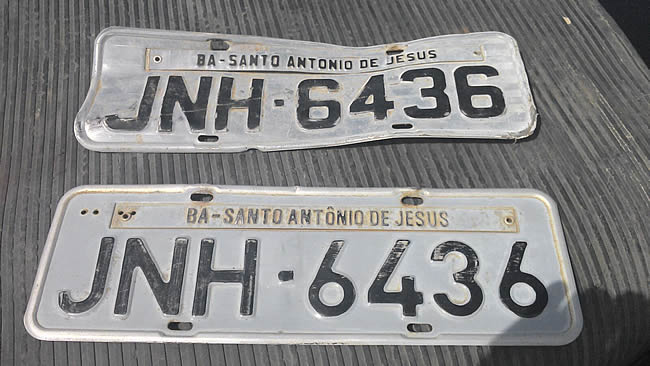 BA-SANTO ANTONIO DE JESUS
JNH-6436
BA-SANTO ANTÔNIO DE JESUS
JNH-6436